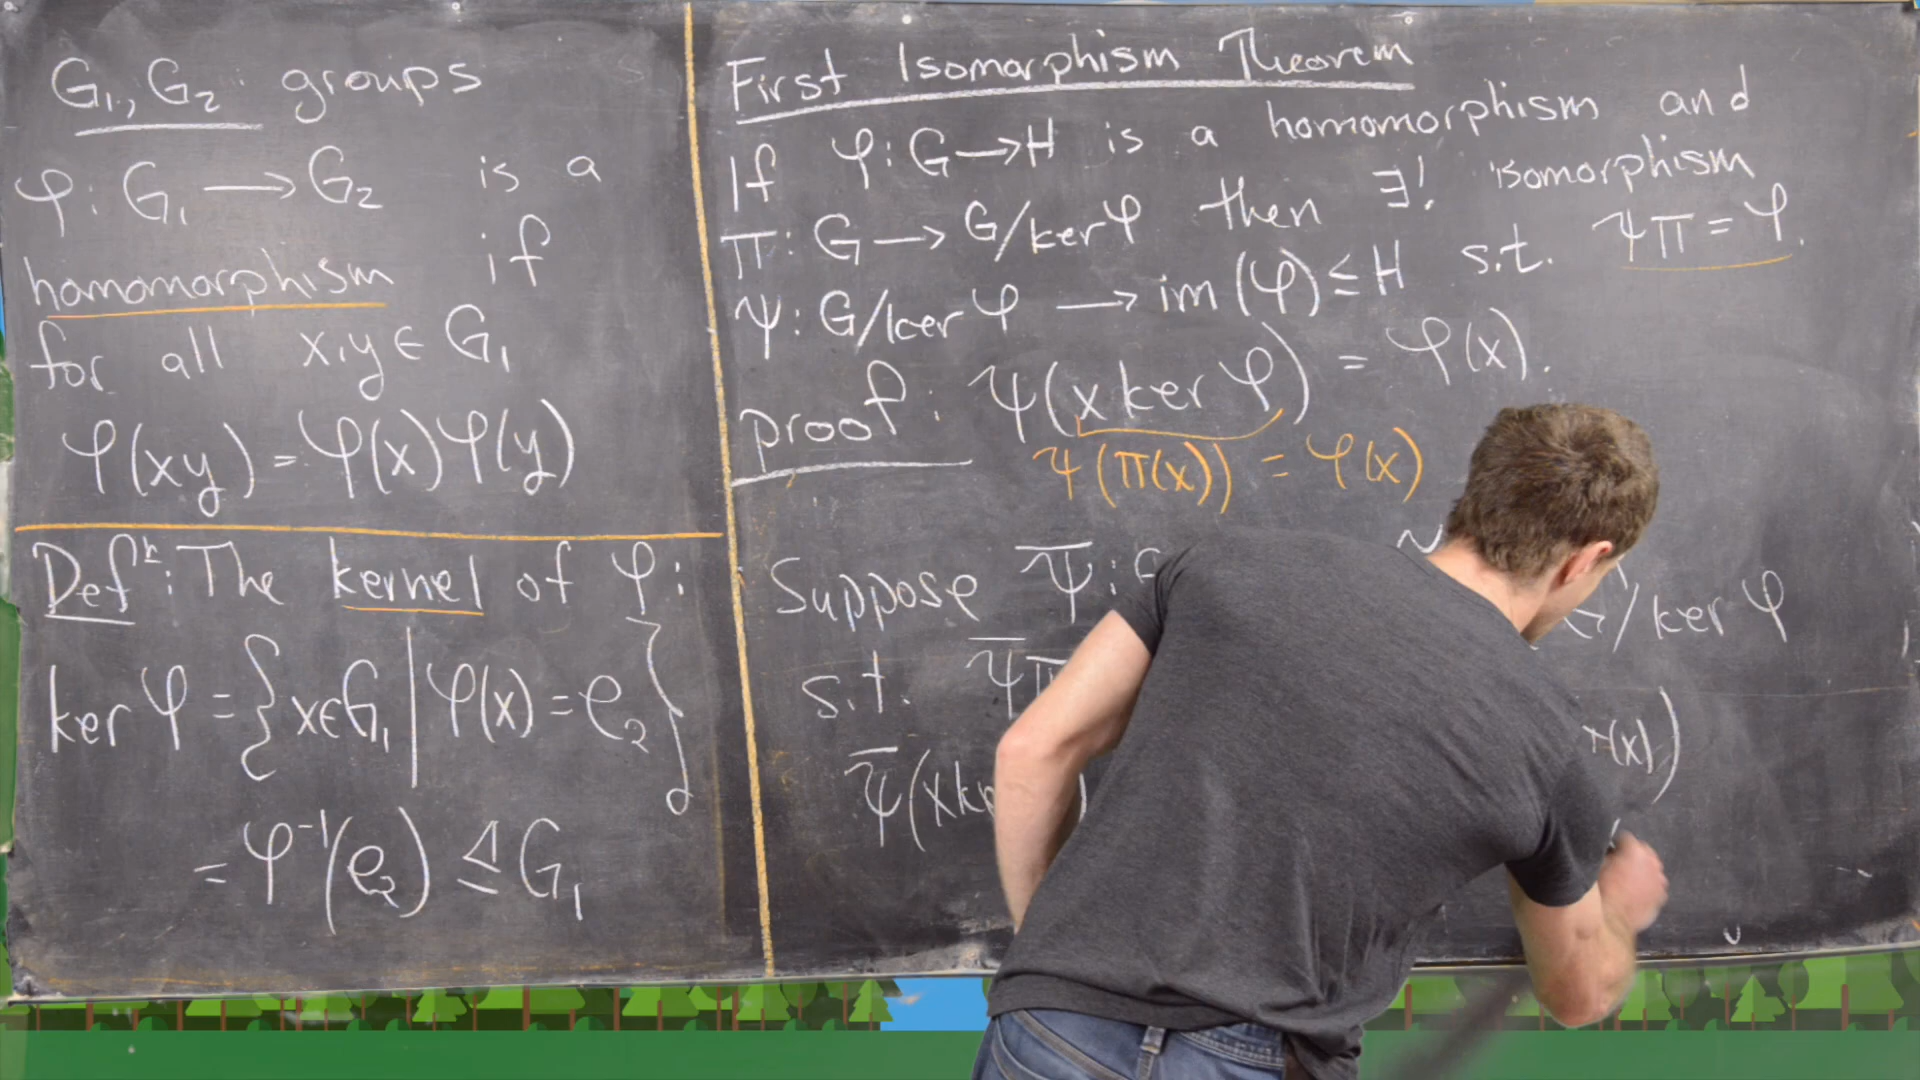 G₁, G₂ groups
φ: G₁ → G₂ is a
homomorphism if
for all x,y ∈ G₁
φ(xy) = φ(x)φ(y)
Defⁿ: The kernel of φ:
ker φ = {x∈G₁ | φ(x) = e₂}
= φ⁻¹(e₂) ⊴ G₁
First Isomorphism Theorem
If φ: G → H is a homomorphism and
π: G → G/ker φ then ∃! isomorphism
ψ: G/ker φ → im(φ) ≤ H s.t. ψπ = φ.
proof: ψ(x ker φ) = φ(x).
ψ(π(x)) = φ(x)
Suppose ψ̅: /ker φ
s.t. ψ̅π
ψ̅(x (x))